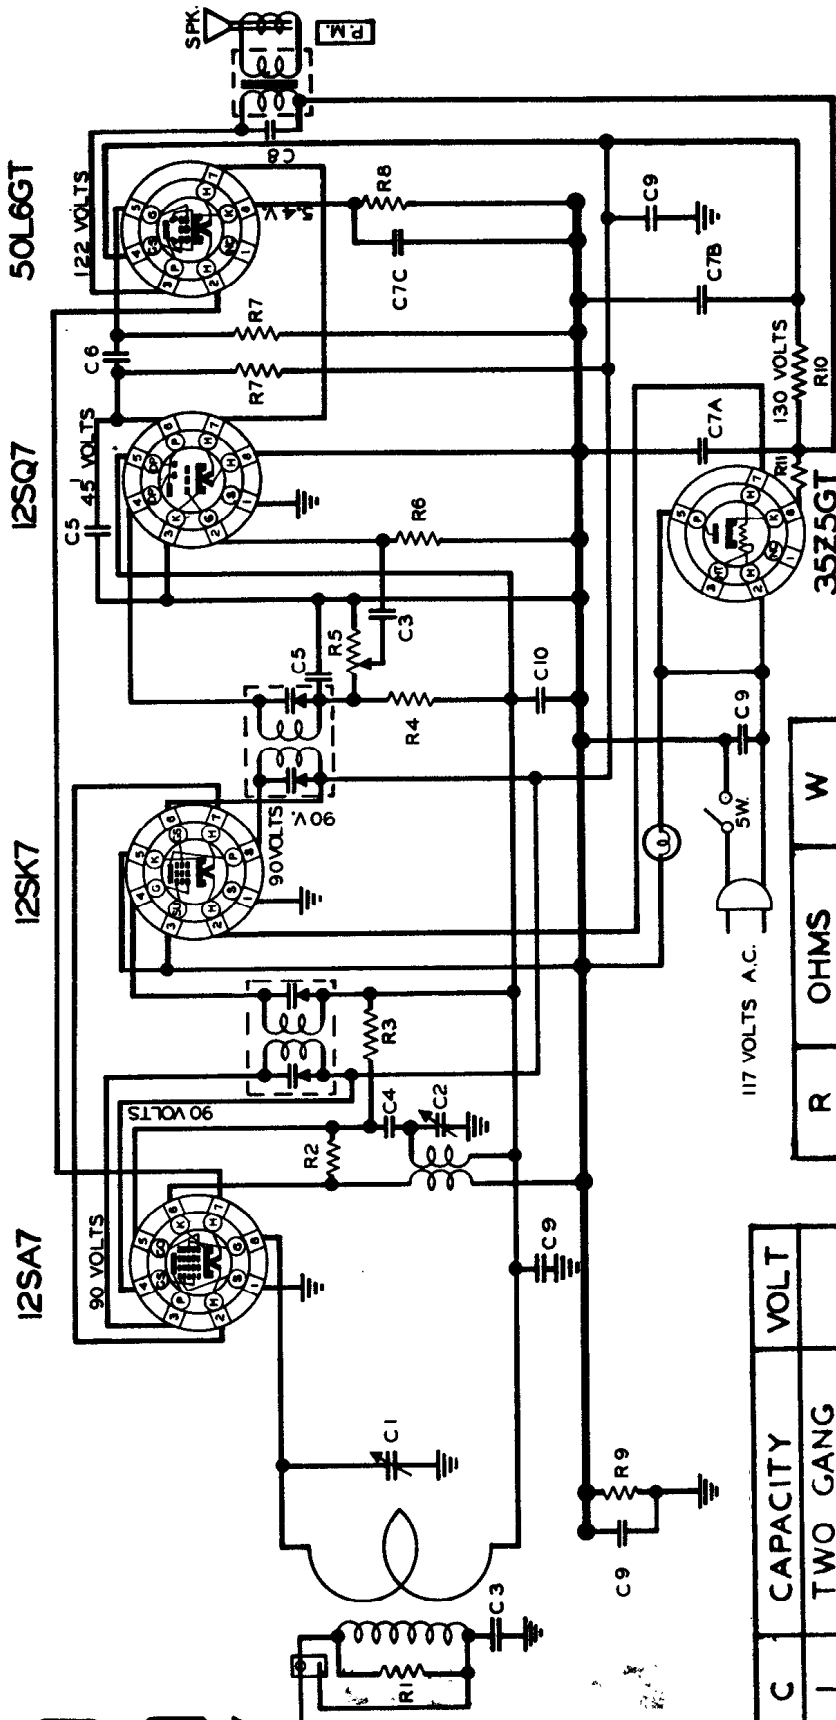 12SA7
12SK7
12SQ7
50L6GT
90 VOLTS
90 VOLTS
90 VOLTS
90 V.
45 VOLTS
122 VOLTS
5.4 V.
SPK.
P.M.
C8
C6
C5
R7
R7
R8
C7C
R6
C3
R5
C5
R4
C10
R3
C4
C2
R2
C9
C1
R1
C3
C9
R9
C9
C7B
C7A
130 VOLTS
R10
R11
35Z5GT
C9
SW.
117 VOLTS A.C.
R OHMS W
C CAPACITY VOLT
1 TWO GANG